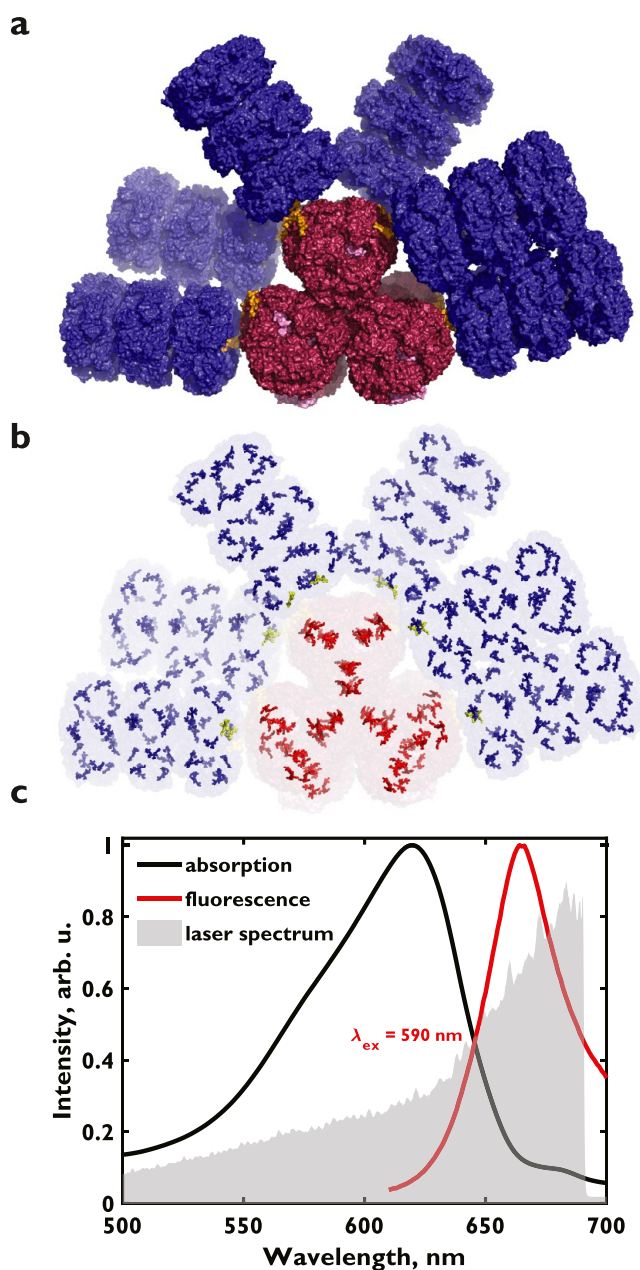 a
b
c
1
absorption
fluorescence
laser spectrum
0.8
0.6
λex = 590 nm
0.4
0.2
0
Intensity, arb. u.
500 550 600 650 700
Wavelength, nm